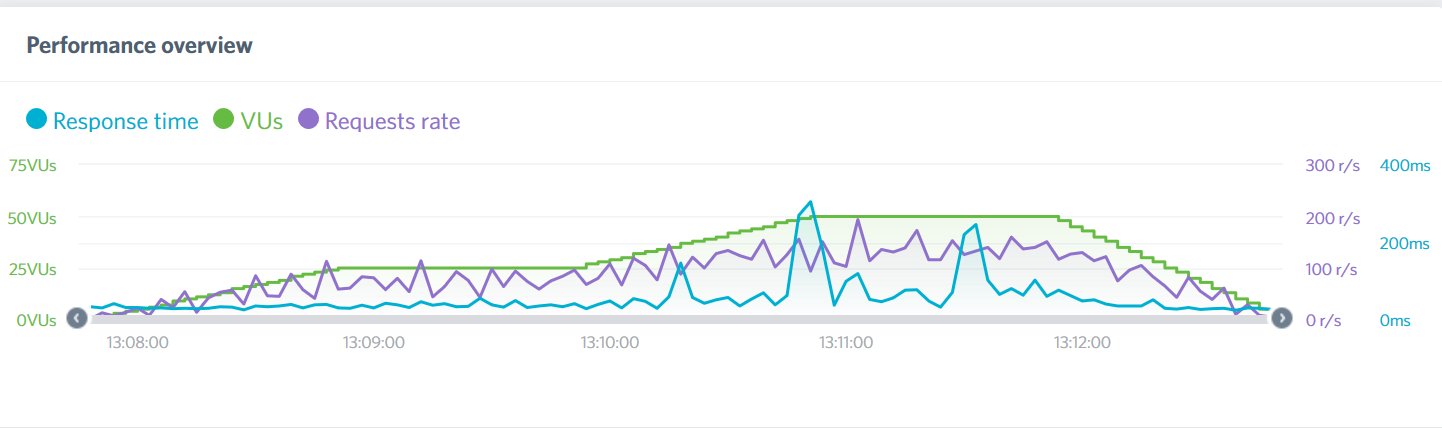 Performance overview
Response time VUs Requests rate
75VUs 300 r/s 400ms
50VUs 200 r/s
200ms
25VUs 100 r/s
0VUs 0 r/s 0ms
13:08:00 13:09:00 13:10:00 13:11:00 13:12:00